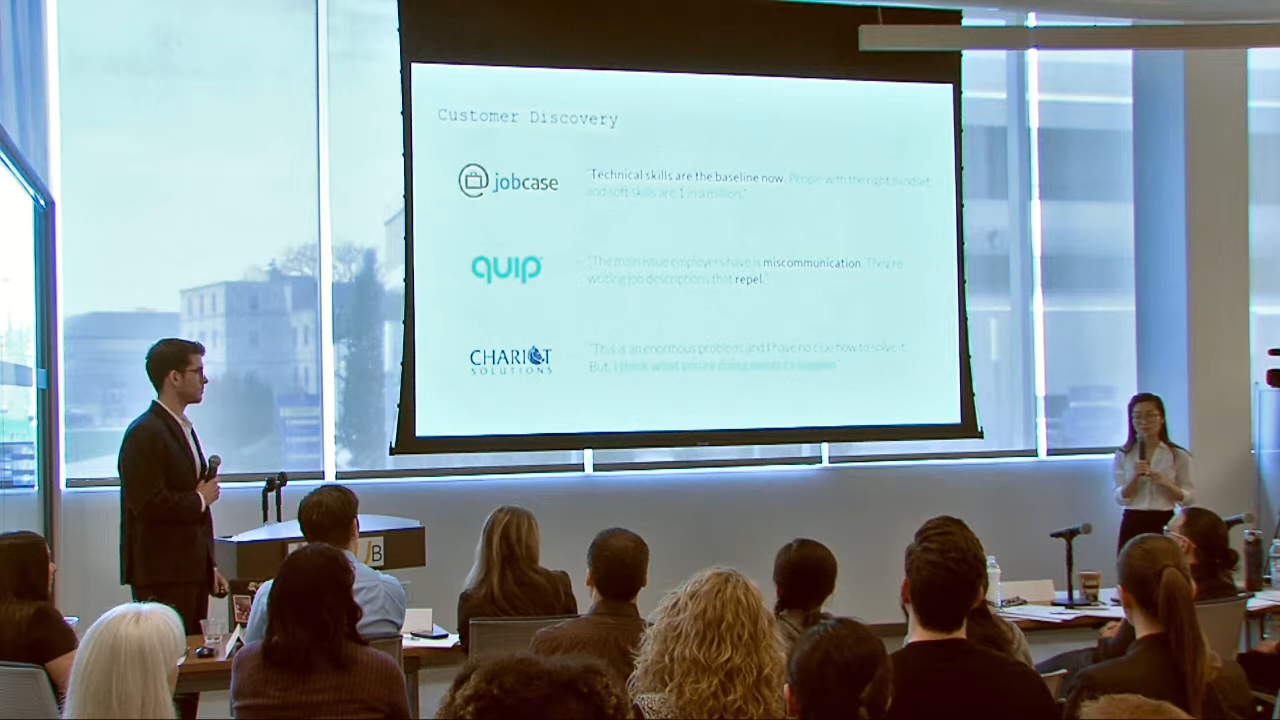 Customer Discovery
jobcase
"Technical skills are the baseline now. People with the right mindset
and soft skills are 1 in a million."
quip
"The main issue employers have is miscommunication. They're
writing job descriptions that repel."
CHARIOT
SOLUTIONS
"This is an enormous problem and I have no clue how to solve it.
But, I think what you're doing needs to happen
B